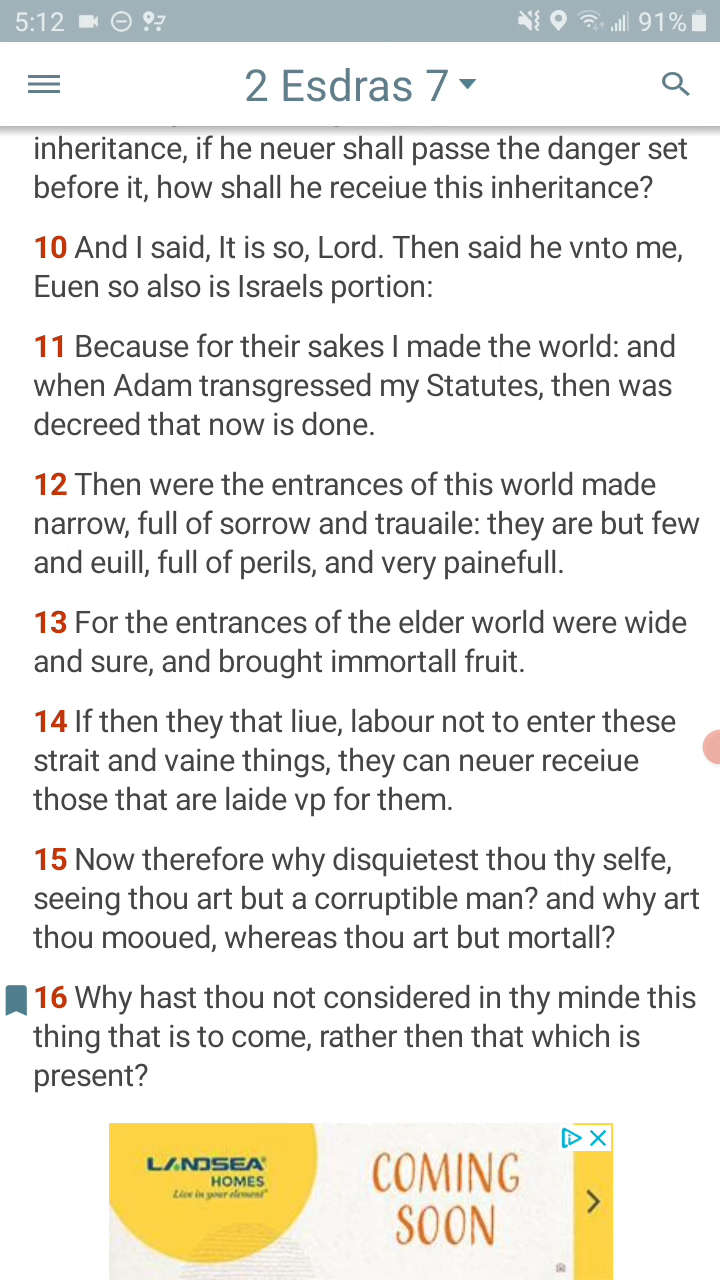 5:12
91%
2 Esdras 7
inheritance, if he neuer shall passe the danger set
before it, how shall he receiue this inheritance?
10 And I said, It is so, Lord. Then said he vnto me,
Euen so also is Israels portion:
11 Because for their sakes I made the world: and
when Adam transgressed my Statutes, then was
decreed that now is done.
12 Then were the entrances of this world made
narrow, full of sorrow and trauaile: they are but few
and euill, full of perils, and very painefull.
13 For the entrances of the elder world were wide
and sure, and brought immortall fruit.
14 If then they that liue, labour not to enter these
strait and vaine things, they can neuer receiue
those that are laide vp for them.
15 Now therefore why disquietest thou thy selfe,
seeing thou art but a corruptible man? and why art
thou mooued, whereas thou art but mortall?
16 Why hast thou not considered in thy minde this
thing that is to come, rather then that which is
present?
LANDSEA
HOMES
Live in your element
COMING
SOON